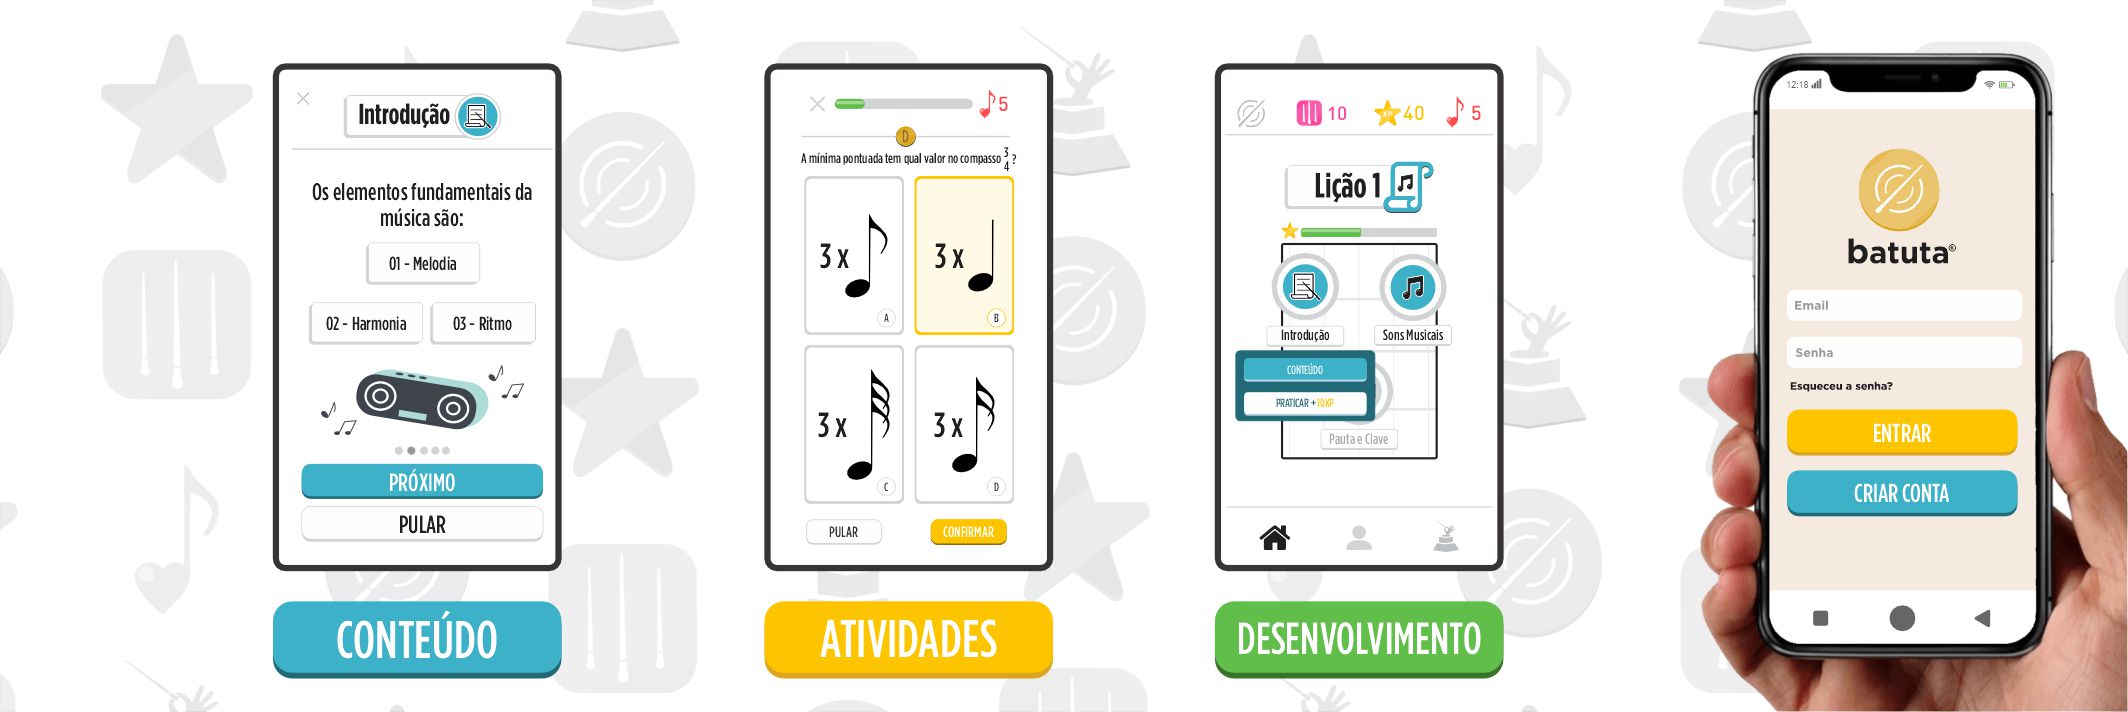 Introdução
Os elementos fundamentais da
música são:
01 - Melodia
02 - Harmonia
03 - Ritmo
PRÓXIMO
PULAR
CONTEÚDO
5
D
A mínima pontuada tem qual valor no compasso 3/4 ?
3 x
A
3 x
B
3 x
C
3 x
D
PULAR
CONFIRMAR
ATIVIDADES
10
XP
40
5
Lição 1
Introdução
Sons Musicais
CONTEÚDO
PRATICAR + 10XP
Pauta e Clave
DESENVOLVIMENTO
12:18
batuta®
Email
Senha
Esqueceu a senha?
ENTRAR
CRIAR CONTA